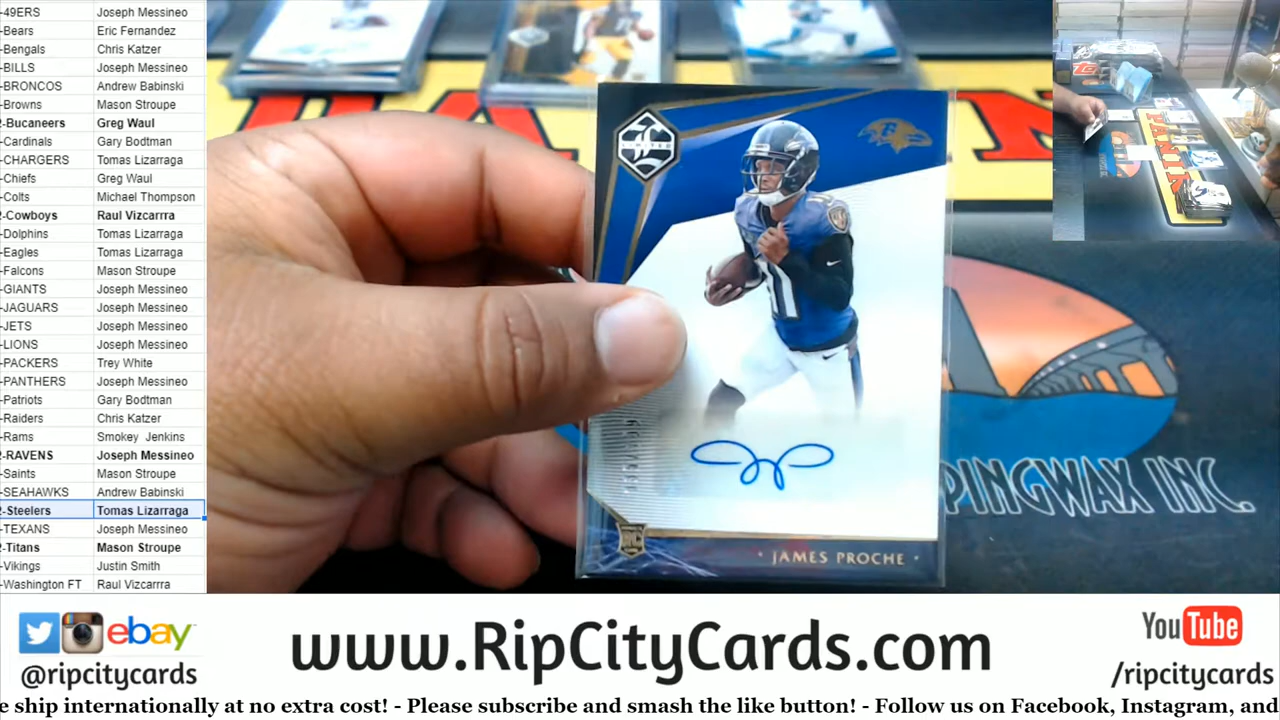 -49ERS Joseph Messineo
-Bears Eric Fernandez
-Bengals Chris Katzer
-BILLS Joseph Messineo
-BRONCOS Andrew Babinski
-Browns Mason Stroupe
-Bucaneers Greg Waul
-Cardinals Gary Bodtman
-CHARGERS Tomas Lizarraga
-Chiefs Greg Waul
-Colts Michael Thompson
-Cowboys Raul Vizcarrra
-Dolphins Tomas Lizarraga
-Eagles Tomas Lizarraga
-Falcons Mason Stroupe
-GIANTS Joseph Messineo
-JAGUARS Joseph Messineo
-JETS Joseph Messineo
-LIONS Joseph Messineo
-PACKERS Trey White
-PANTHERS Joseph Messineo
-Patriots Gary Bodtman
-Raiders Chris Katzer
-Rams Smokey Jenkins
-RAVENS Joseph Messineo
-Saints Mason Stroupe
-SEAHAWKS Andrew Babinski
-Steelers Tomas Lizarraga
-TEXANS Joseph Messineo
-Titans Mason Stroupe
-Vikings Justin Smith
-Washington FT Raul Vizcarrra
LIMITED
RC
· JAMES PROCHE ·
PINGWAX INC.
PANINI
ebay
@ripcitycards
www.RipCityCards.com
YouTube
/ripcitycards
e ship internationally at no extra cost! - Please subscribe and smash the like button! - Follow us on Facebook, Instagram, and